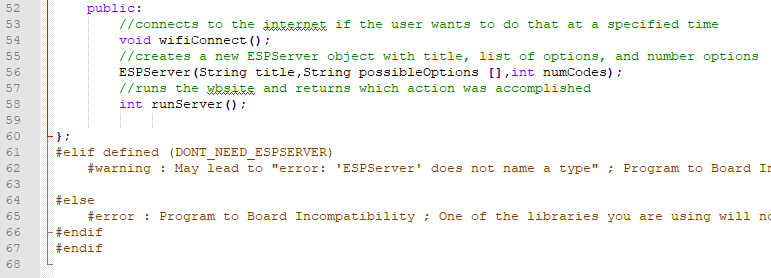 52 public:
53 //connects to the internet if the user wants to do that at a specified time
54 void wifiConnect();
55 //creates a new ESPServer object with title, list of options, and number options
56 ESPServer(String title,String possibleOptions [],int numCodes);
57 //runs the wbsite and returns which action was accomplished
58 int runServer();
59
60 };
61 #elif defined (DONT_NEED_ESPSERVER)
62 #warning : May lead to "error: 'ESPServer' does not name a type" ; Program to Board
63
64 #else
65 #error : Program to Board Incompatibility ; One of the libraries you are using will
66 #endif
67 #endif
68